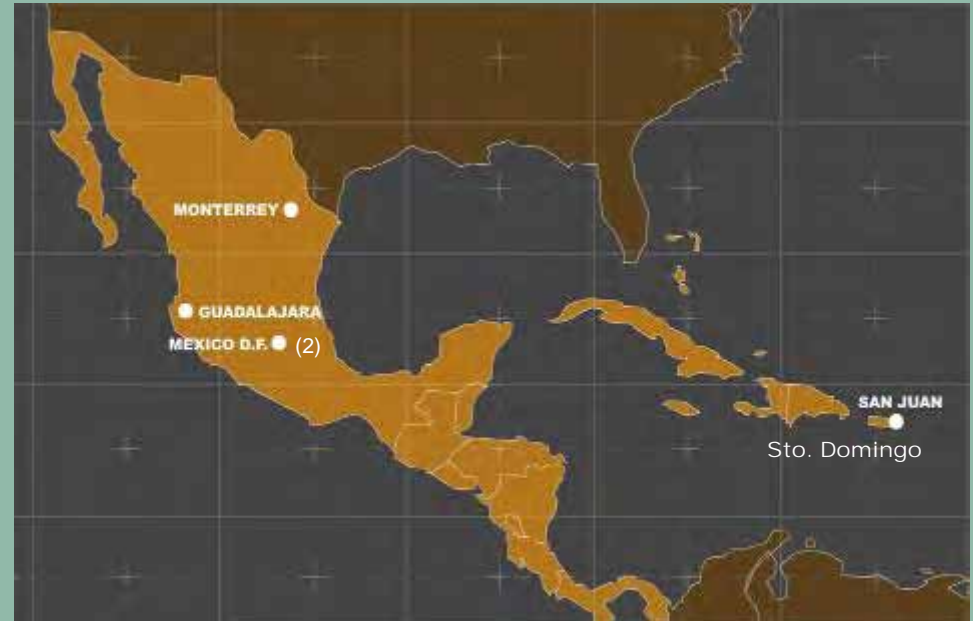 MONTERREY
GUADALAJARA
MEXICO D.F. (2)
SAN JUAN
Sto. Domingo